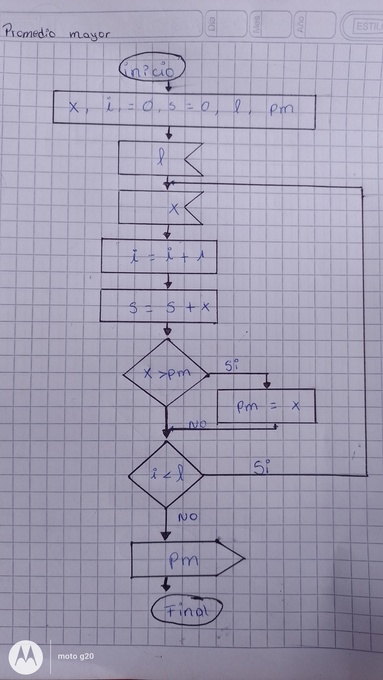 Día Mes Año ESTIL
Promedio mayor
inicio
x, i = 0, s = 0, l, pm
l
x
i = i + 1
s = s + x
x > pm
Si
pm = x
NO
i < l
Si
NO
pm
Final
moto g20